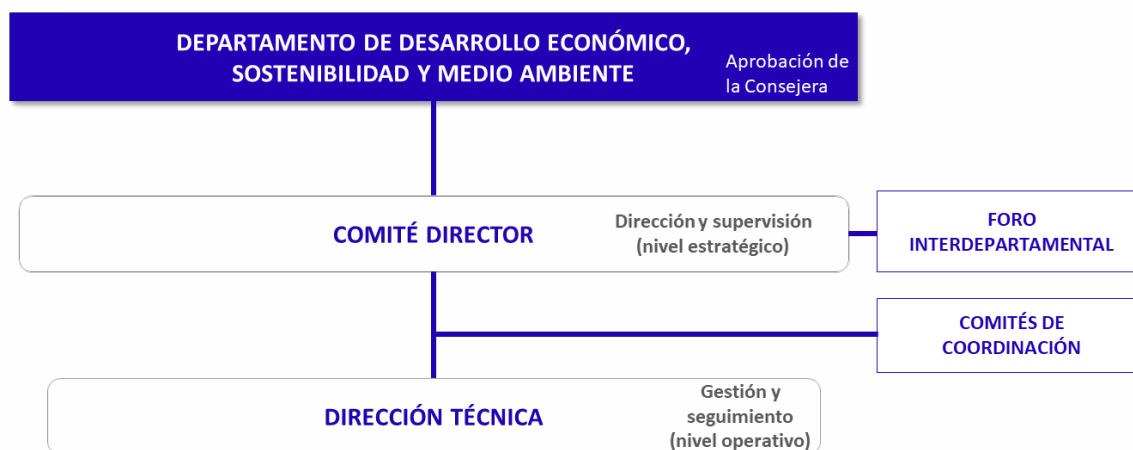 DEPARTAMENTO DE DESARROLLO ECONÓMICO,
SOSTENIBILIDAD Y MEDIO AMBIENTE
Aprobación de
la Consejera
COMITÉ DIRECTOR
Dirección y supervisión
(nivel estratégico)
FORO
INTERDEPARTAMENTAL
COMITÉS DE
COORDINACIÓN
DIRECCIÓN TÉCNICA
Gestión y
seguimiento
(nivel operativo)